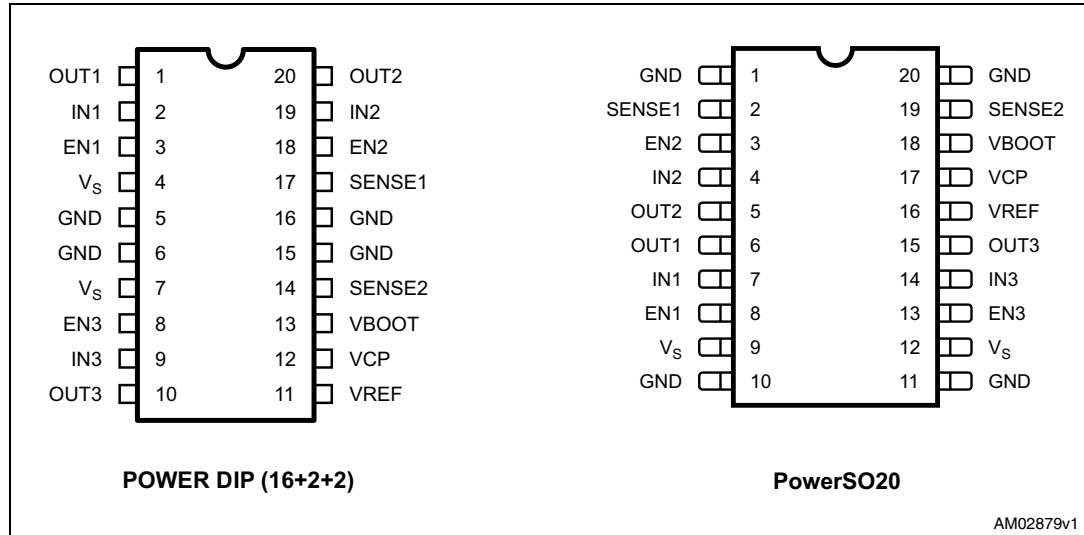 OUT1 1 20 OUT2
IN1 2 19 IN2
EN1 3 18 EN2
VS 4 17 SENSE1
GND 5 16 GND
GND 6 15 GND
VS 7 14 SENSE2
EN3 8 13 VBOOT
IN3 9 12 VCP
OUT3 10 11 VREF
POWER DIP (16+2+2)
GND 1 20 GND
SENSE1 2 19 SENSE2
EN2 3 18 VBOOT
IN2 4 17 VCP
OUT2 5 16 VREF
OUT1 6 15 OUT3
IN1 7 14 IN3
EN1 8 13 EN3
VS 9 12 VS
GND 10 11 GND
PowerSO20
AM02879v1